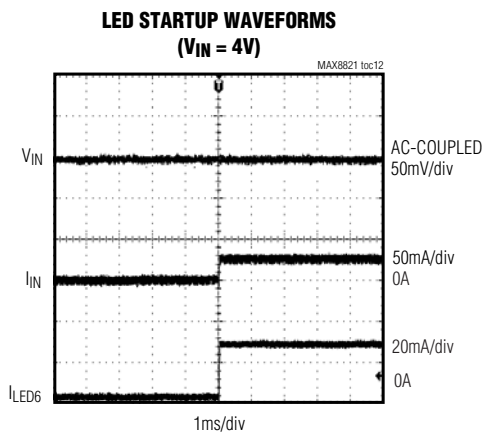 LED STARTUP WAVEFORMS
(VIN = 4V)
MAX8821 toc12
U
VIN
AC-COUPLED
50mV/div
50mA/div
IIN
0A
20mA/div
0A
ILED6
1ms/div